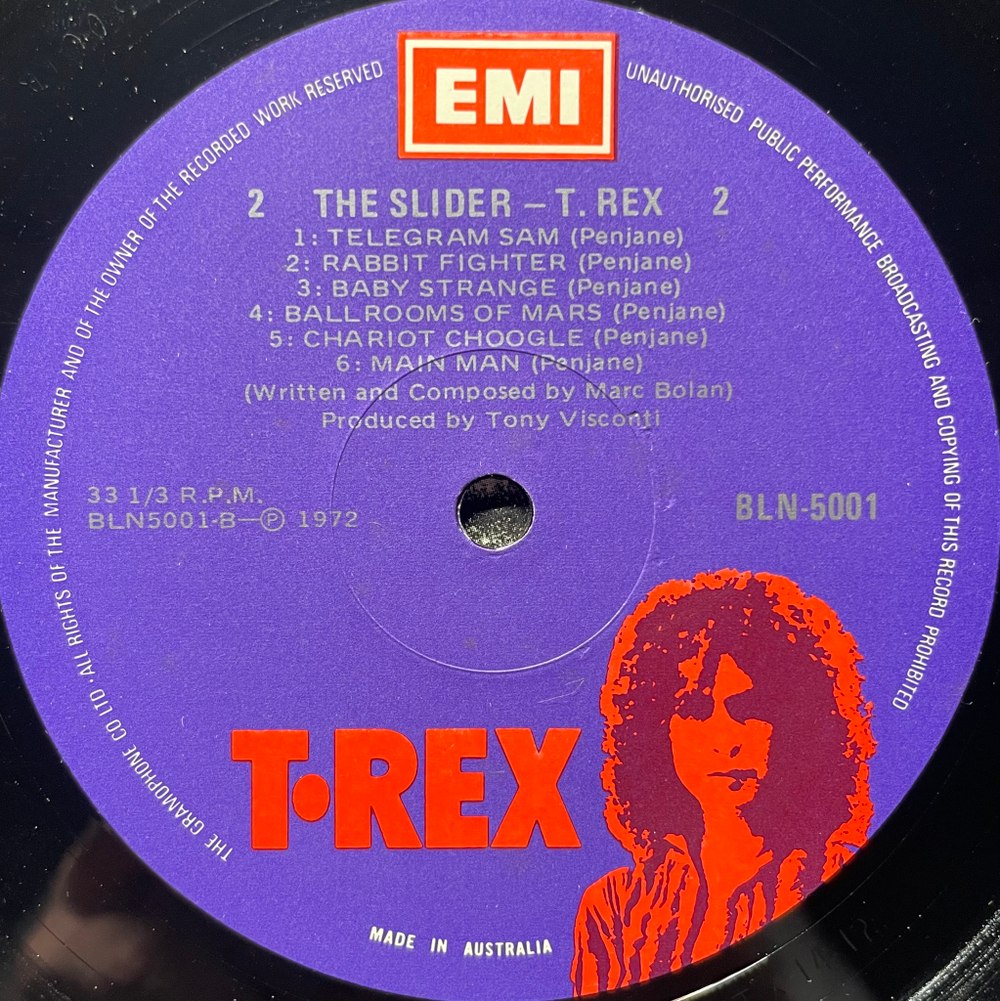 EMI
THE GRAMOPHONE CO LTD · ALL RIGHTS OF THE MANUFACTURER AND OF THE OWNER OF THE RECORDED WORK RESERVED
UNAUTHORISED PUBLIC PERFORMANCE BROADCASTING AND COPYING OF THIS RECORD PROHIBITED
2 THE SLIDER – T. REX 2
1: TELEGRAM SAM (Penjane)
2: RABBIT FIGHTER (Penjane)
3: BABY STRANGE (Penjane)
4: BALLROOMS OF MARS (Penjane)
5: CHARIOT CHOOGLE (Penjane)
6: MAIN MAN (Penjane)
(Written and Composed by Marc Bolan)
Produced by Tony Visconti
33 1/3 R.P.M.
BLN5001-B—Ⓟ 1972
BLN-5001
T·REX
MADE IN AUSTRALIA